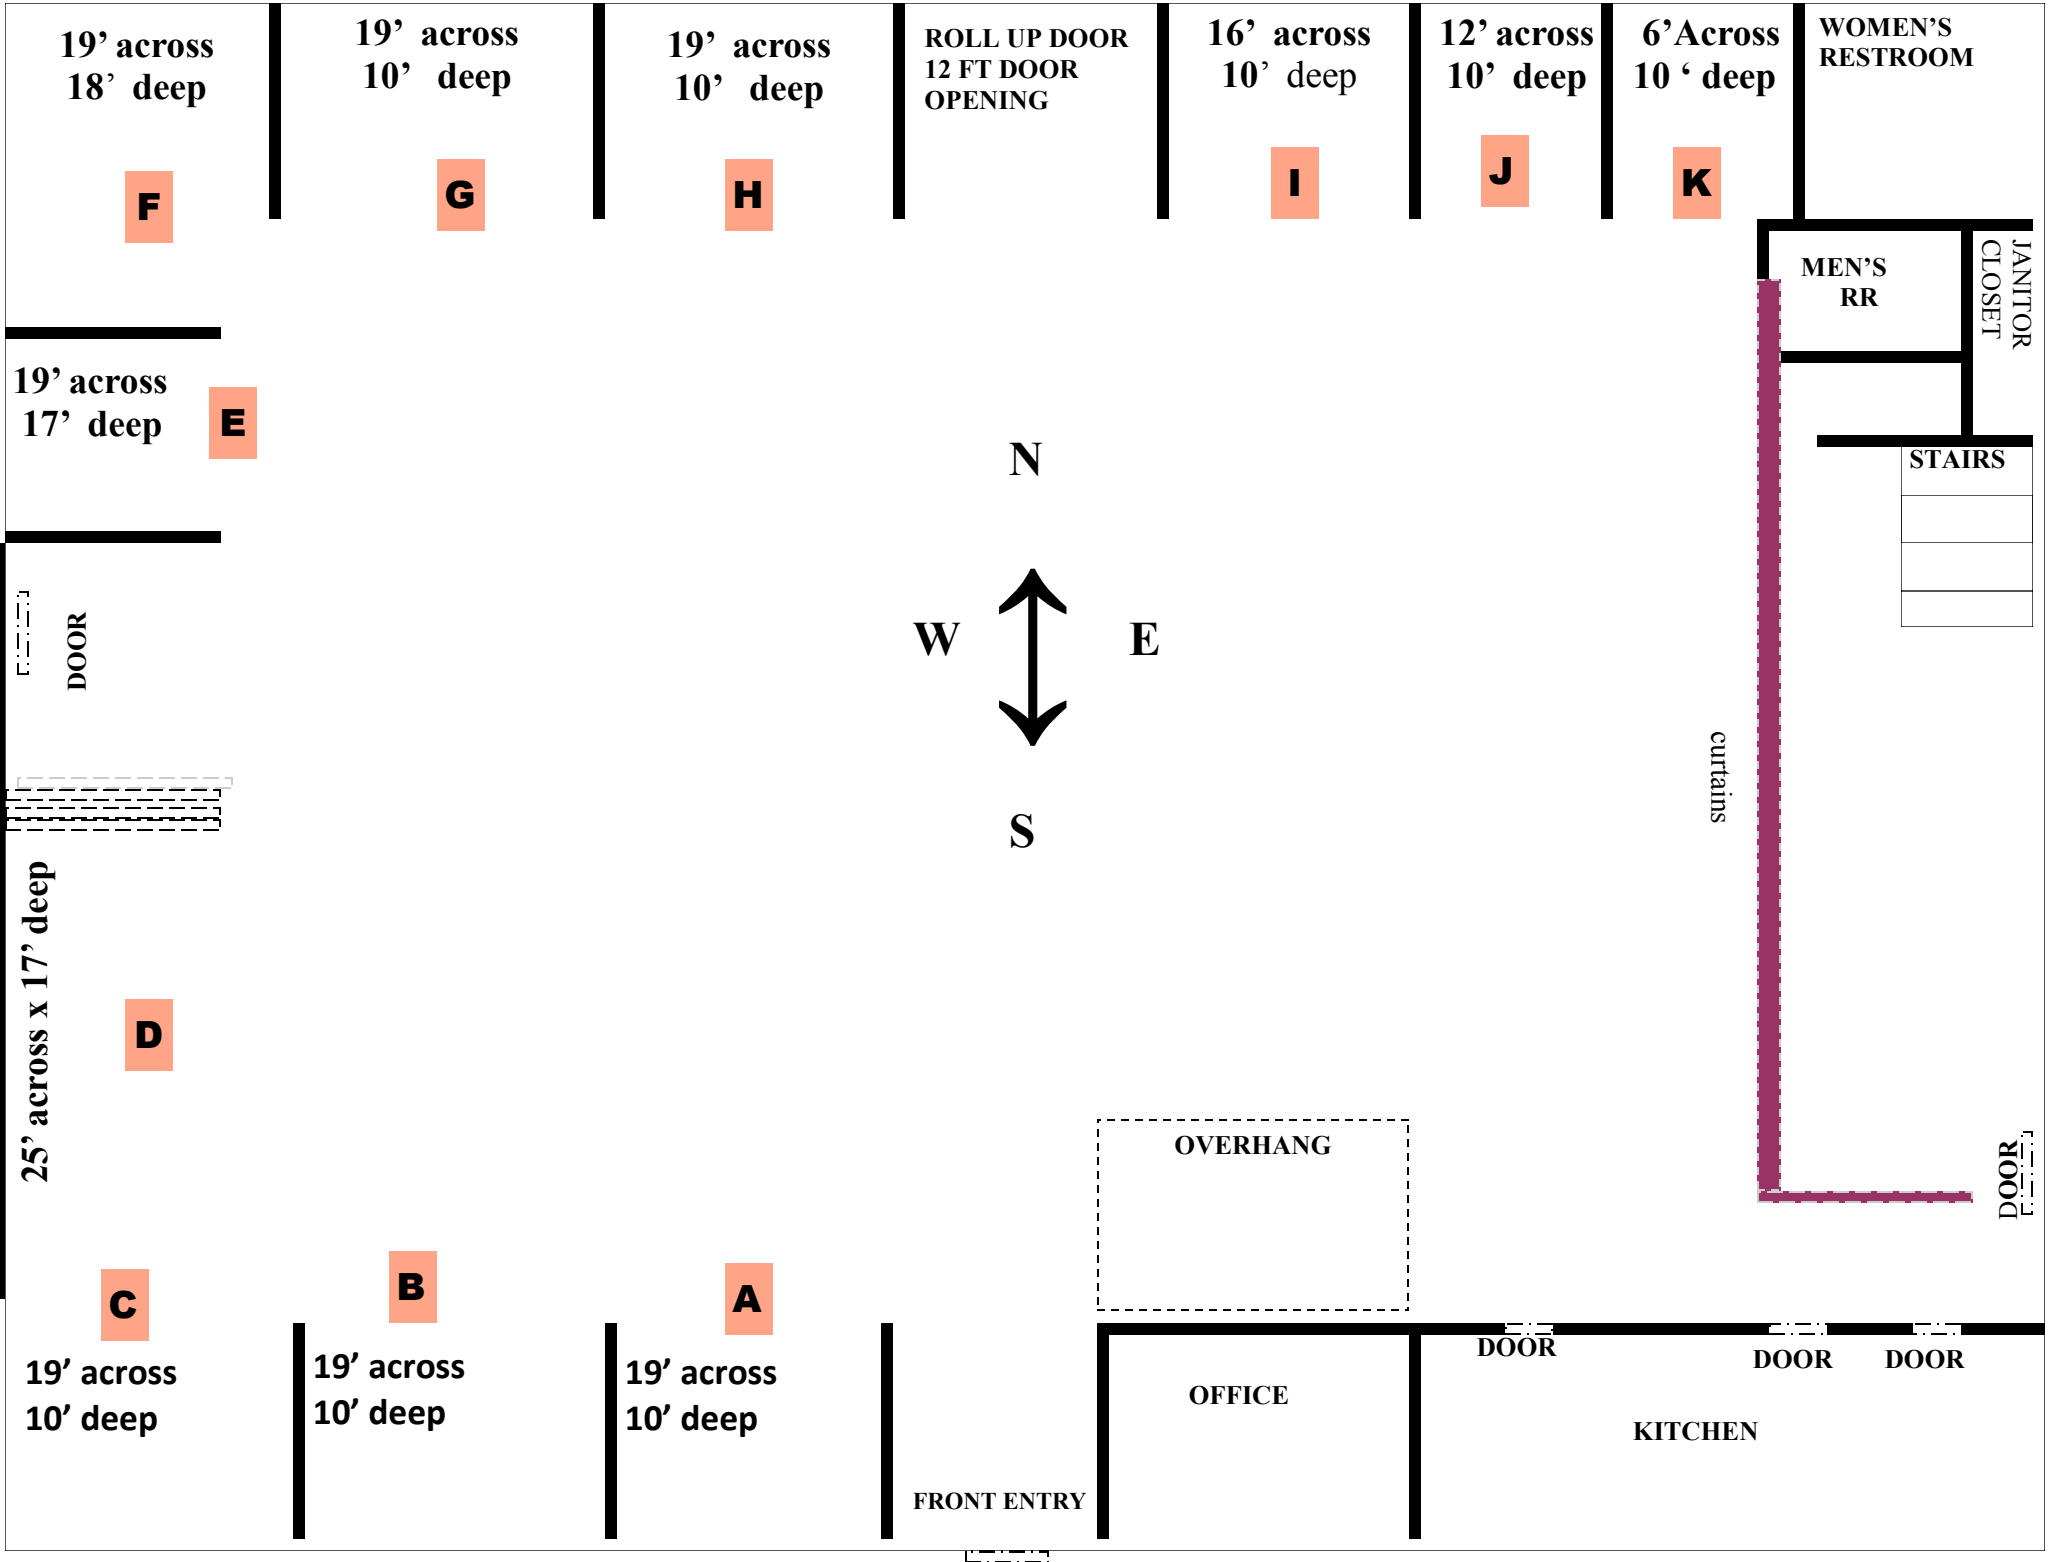 19’ across
18’ deep
19’ across
10’ deep
19’ across
10’ deep
ROLL UP DOOR
12 FT DOOR
OPENING
16’ across
10’ deep
12’ across
10’ deep
6’Across
10 ‘ deep
WOMEN’S
RESTROOM
F
G
H
I
J
K
MEN’S
RR
JANITOR
CLOSET
19’ across
17’ deep
E
STAIRS
N
W
E
S
DOOR
curtains
25’ across x 17’ deep
D
OVERHANG
DOOR
C
B
A
19’ across
10’ deep
19’ across
10’ deep
19’ across
10’ deep
FRONT ENTRY
OFFICE
DOOR
DOOR
DOOR
KITCHEN